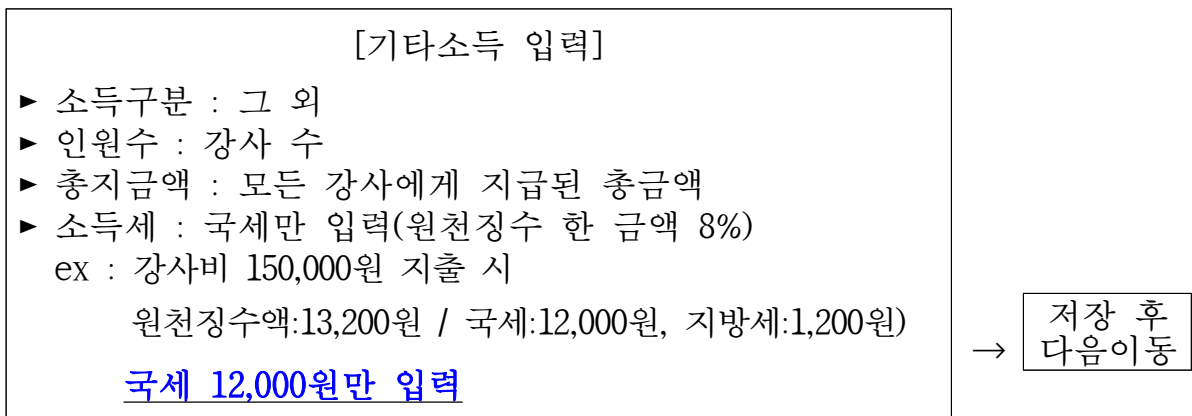 [기타소득 입력]
► 소득구분 : 그 외
► 인원수 : 강사 수
► 총지금액 : 모든 강사에게 지급된 총금액
► 소득세 : 국세만 입력(원천징수 한 금액 8%)
ex : 강사비 150,000원 지출 시
원천징수액:13,200원 / 국세:12,000원, 지방세:1,200원)
국세 12,000원만 입력
→
저장 후
다음이동